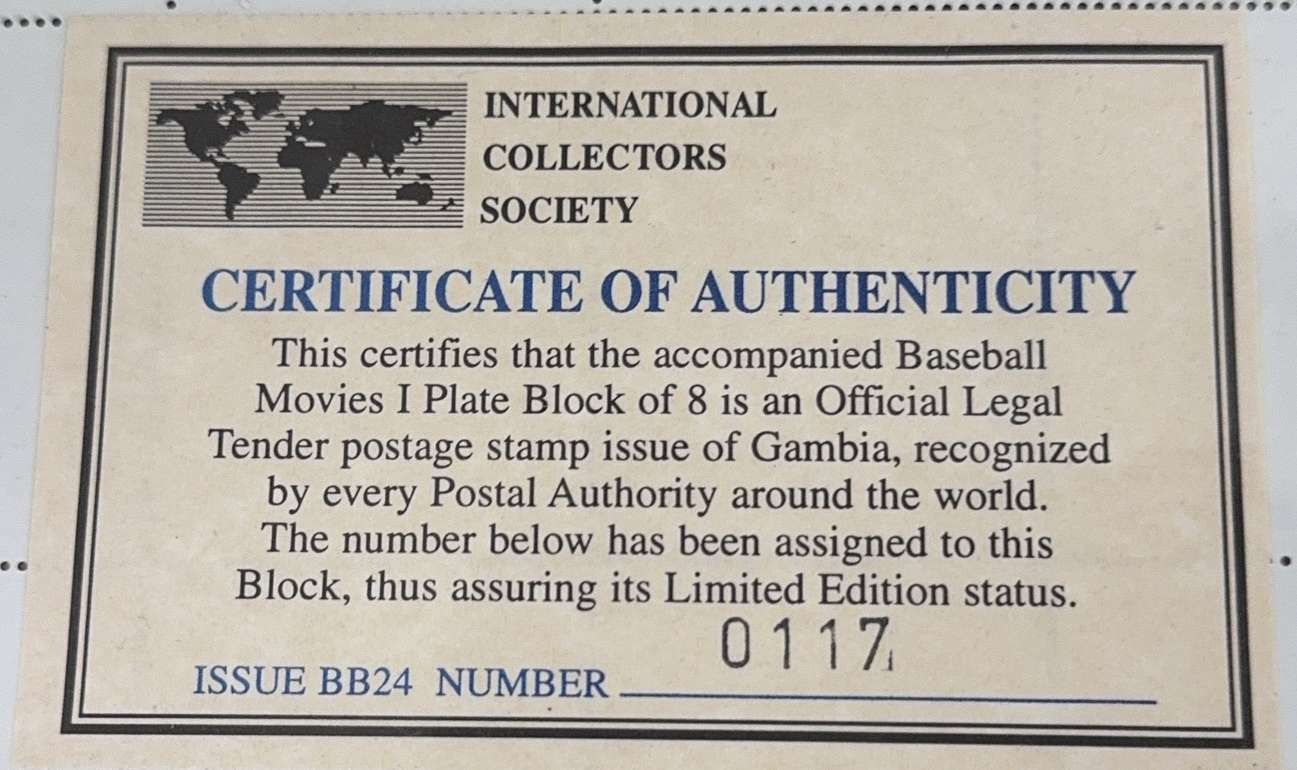 INTERNATIONAL
COLLECTORS
SOCIETY
CERTIFICATE OF AUTHENTICITY
This certifies that the accompanied Baseball
Movies I Plate Block of 8 is an Official Legal
Tender postage stamp issue of Gambia, recognized
by every Postal Authority around the world.
The number below has been assigned to this
Block, thus assuring its Limited Edition status.
0117
ISSUE BB24 NUMBER